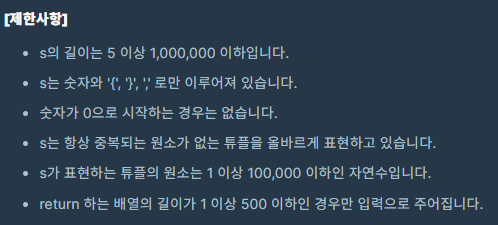 [제한사항]
• s의 길이는 5 이상 1,000,000 이하입니다.
• s는 숫자와 '{', '}', ',' 로만 이루어져 있습니다.
• 숫자가 0으로 시작하는 경우는 없습니다.
• s는 항상 중복되는 원소가 없는 튜플을 올바르게 표현하고 있습니다.
• s가 표현하는 튜플의 원소는 1 이상 100,000 이하인 자연수입니다.
• return 하는 배열의 길이가 1 이상 500 이하인 경우만 입력으로 주어집니다.